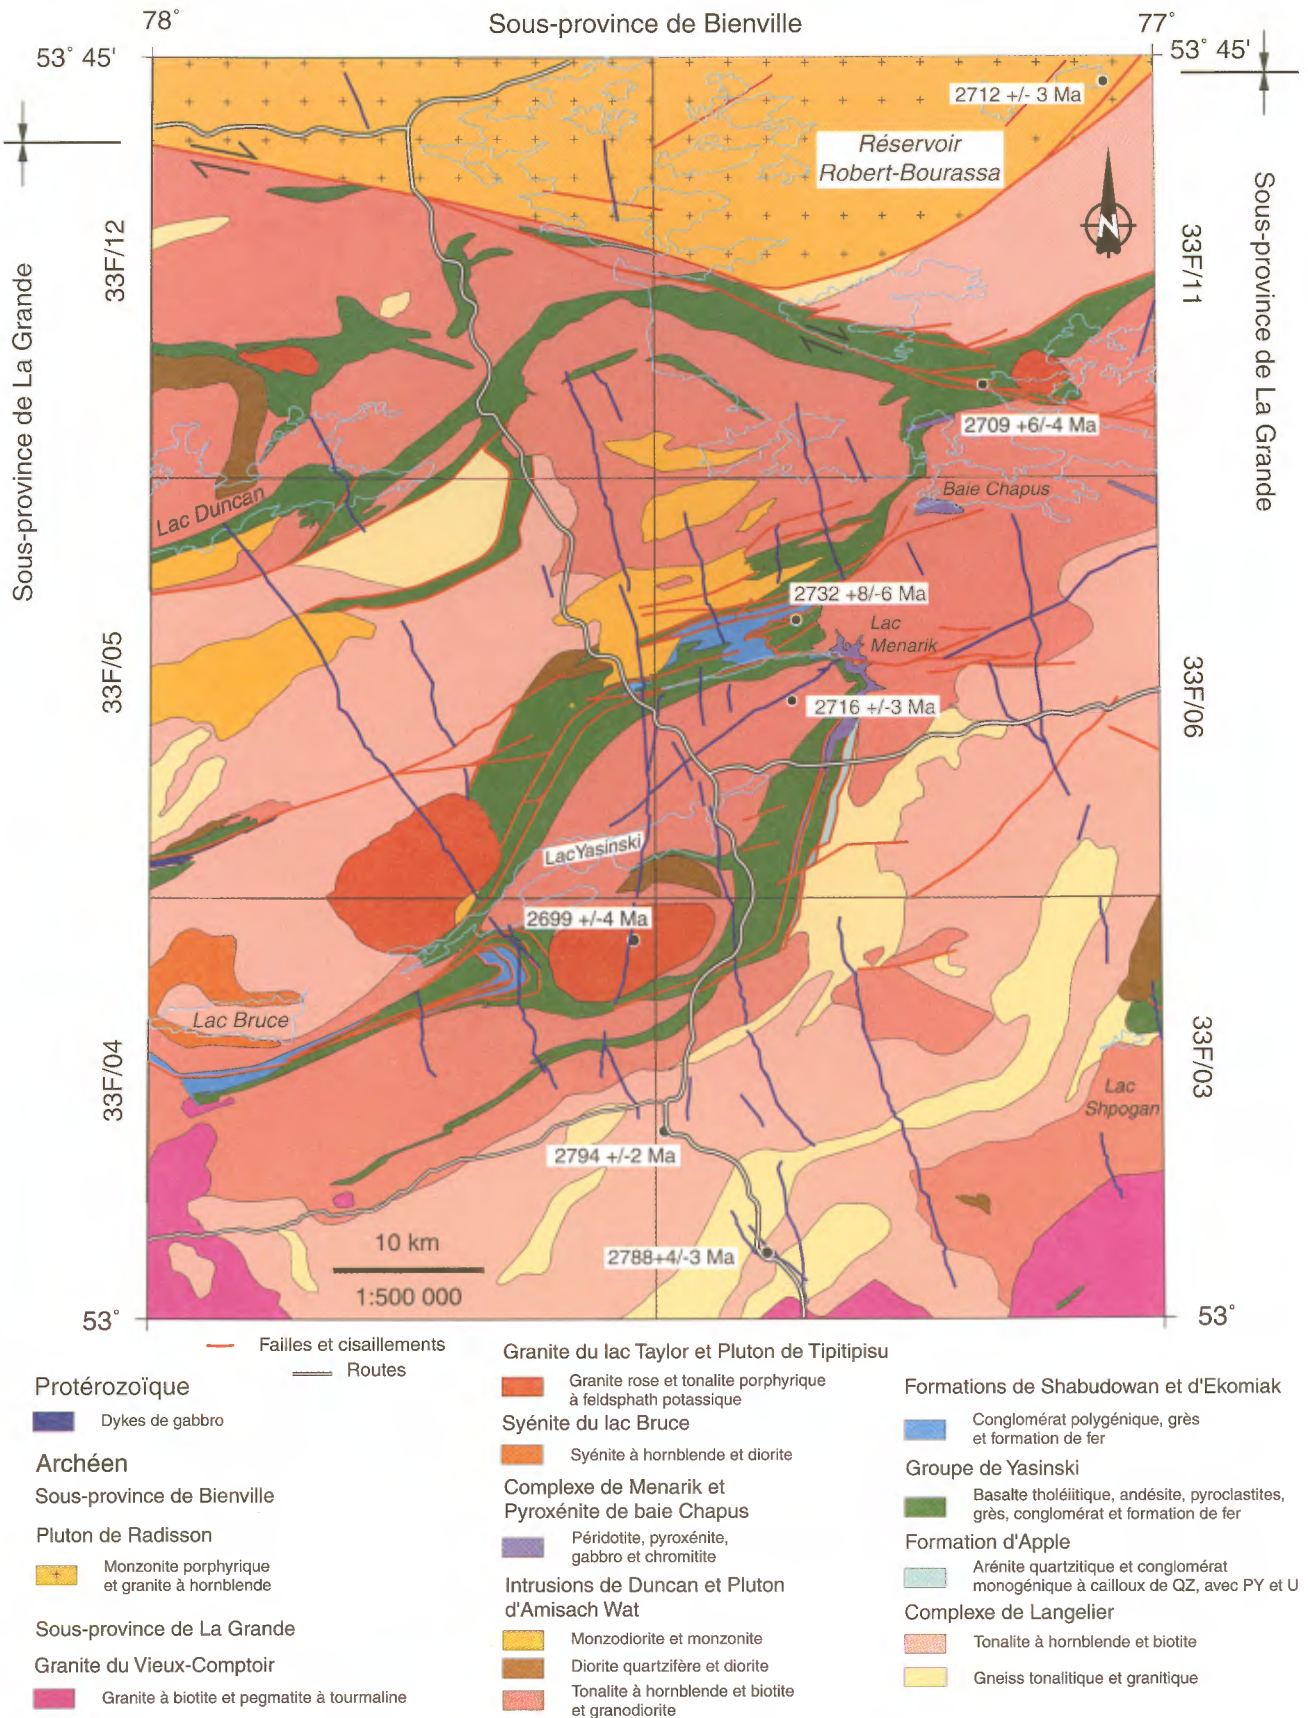 78°
Sous-province de Bienville
77°
53° 45'
53° 45'
2712 +/- 3 Ma
Réservoir
Robert-Bourassa
N
33F/12
33F/11
Sous-province de La Grande
Sous-province de La Grande
2709 +6/-4 Ma
Baie Chapus
Lac Duncan
2732 +8/-6 Ma
Lac
Menarik
33F/05
33F/06
2716 +/-3 Ma
Lac Yasinski
2699 +/-4 Ma
Lac Bruce
33F/04
33F/03
Lac
Shpogan
2794 +/-2 Ma
2788+4/-3 Ma
10 km
1:500 000
53°
53°
Failles et cisaillements
Routes
Protérozoïque
Dykes de gabbro
Archéen
Sous-province de Bienville
Pluton de Radisson
Monzonite porphyrique
et granite à hornblende
Sous-province de La Grande
Granite du Vieux-Comptoir
Granite à biotite et pegmatite à tourmaline
Granite du lac Taylor et Pluton de Tipitipisu
Granite rose et tonalite porphyrique
à feldsphath potassique
Syénite du lac Bruce
Syénite à hornblende et diorite
Complexe de Menarik et
Pyroxénite de baie Chapus
Péridotite, pyroxénite,
gabbro et chromitite
Intrusions de Duncan et Pluton
d'Amisach Wat
Monzodiorite et monzonite
Diorite quartzifère et diorite
Tonalite à hornblende et biotite
et granodiorite
Formations de Shabudowan et d'Ekomiak
Conglomérat polygénique, grès
et formation de fer
Groupe de Yasinski
Basalte tholéiitique, andésite, pyroclastites,
grès, conglomérat et formation de fer
Formation d'Apple
Arénite quartzitique et conglomérat
monogénique à cailloux de QZ, avec PY et U
Complexe de Langelier
Tonalite à hornblende et biotite
Gneiss tonalitique et granitique